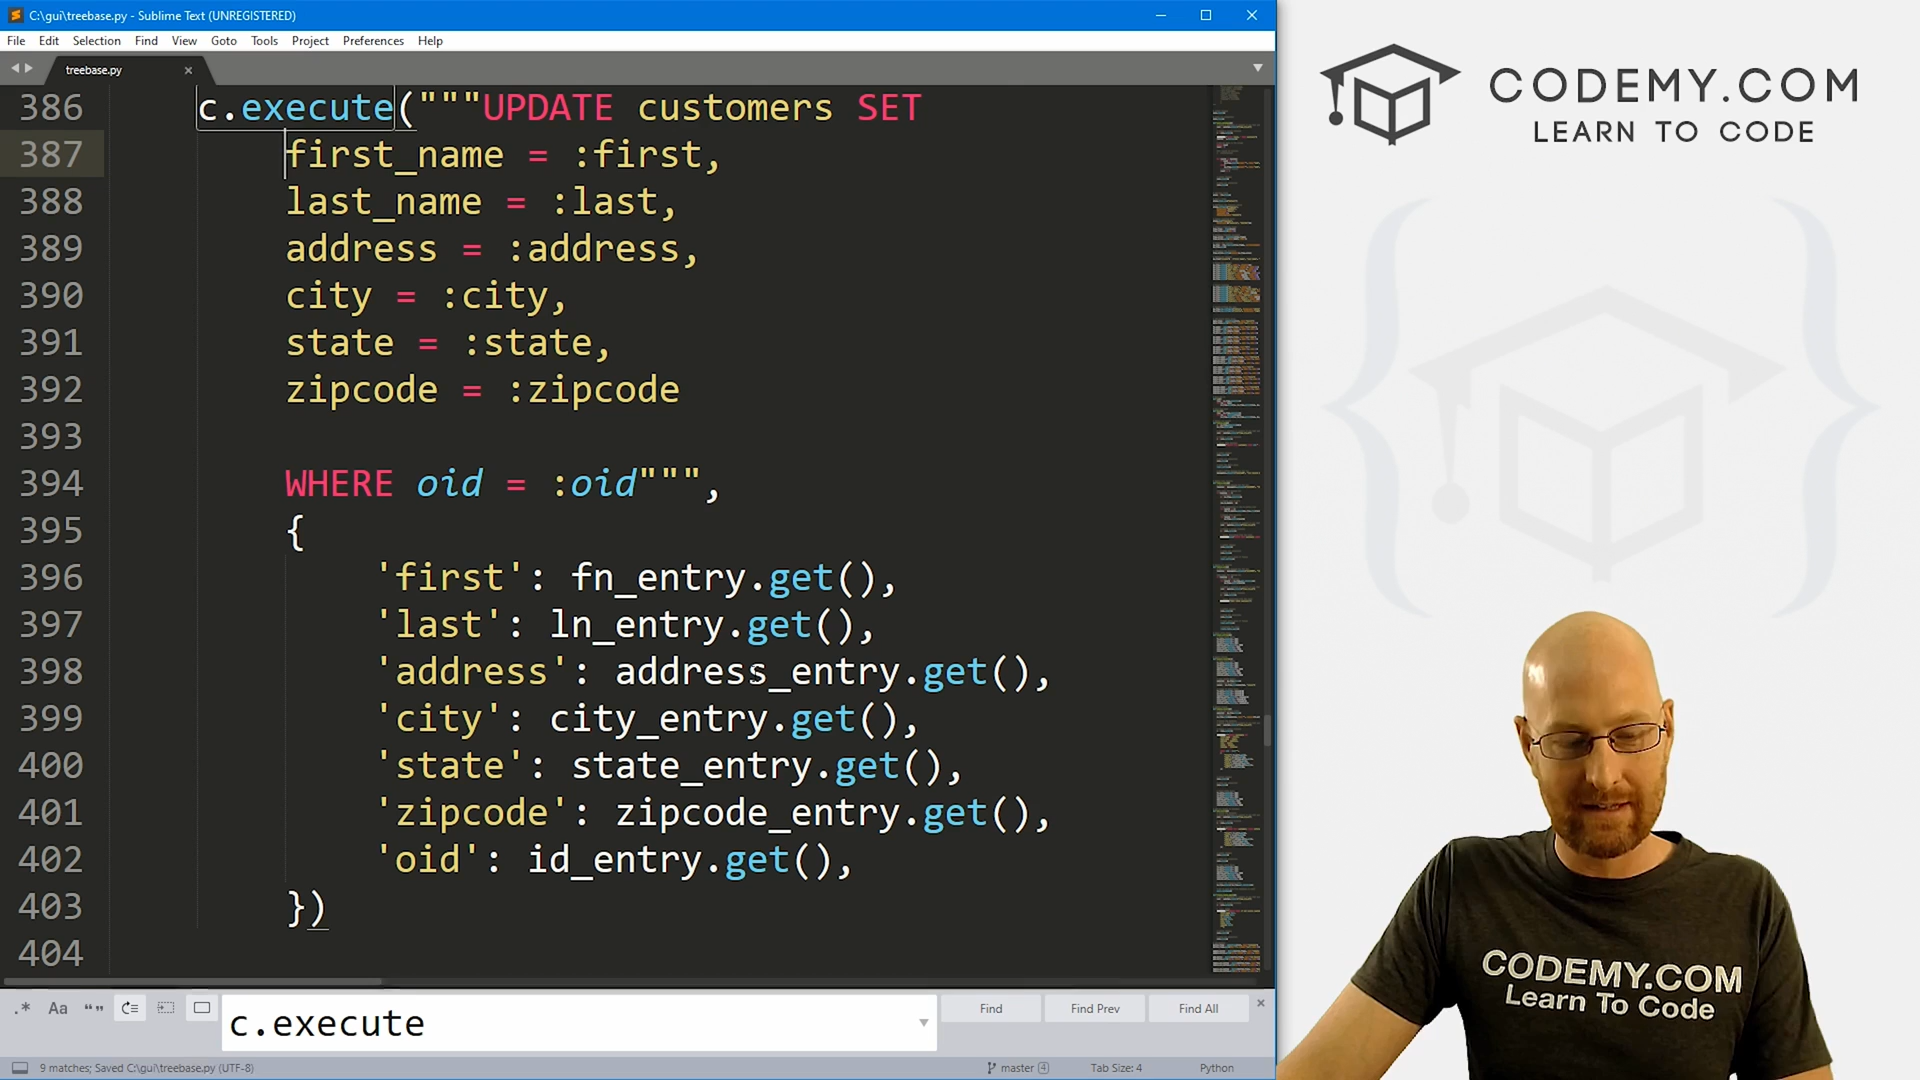 C:\gui\treebase.py - Sublime Text (UNREGISTERED)
File Edit Selection Find View Goto Tools Project Preferences Help
treebase.py
386 c.execute("""UPDATE customers SET
387 first_name = :first,
388 last_name = :last,
389 address = :address,
390 city = :city,
391 state = :state,
392 zipcode = :zipcode
393
394 WHERE oid = :oid""",
395 {
396 'first': fn_entry.get(),
397 'last': ln_entry.get(),
398 'address': address_entry.get(),
399 'city': city_entry.get(),
400 'state': state_entry.get(),
401 'zipcode': zipcode_entry.get(),
402 'oid': id_entry.get(),
403 })
404
.* Aa “” c.execute Find Find Prev Find All
9 matches; Saved C:\gui\treebase.py (UTF-8) master 4 Tab Size: 4 Python
CODEMY.COM
LEARN TO CODE
CODEMY.COM
Learn To Code